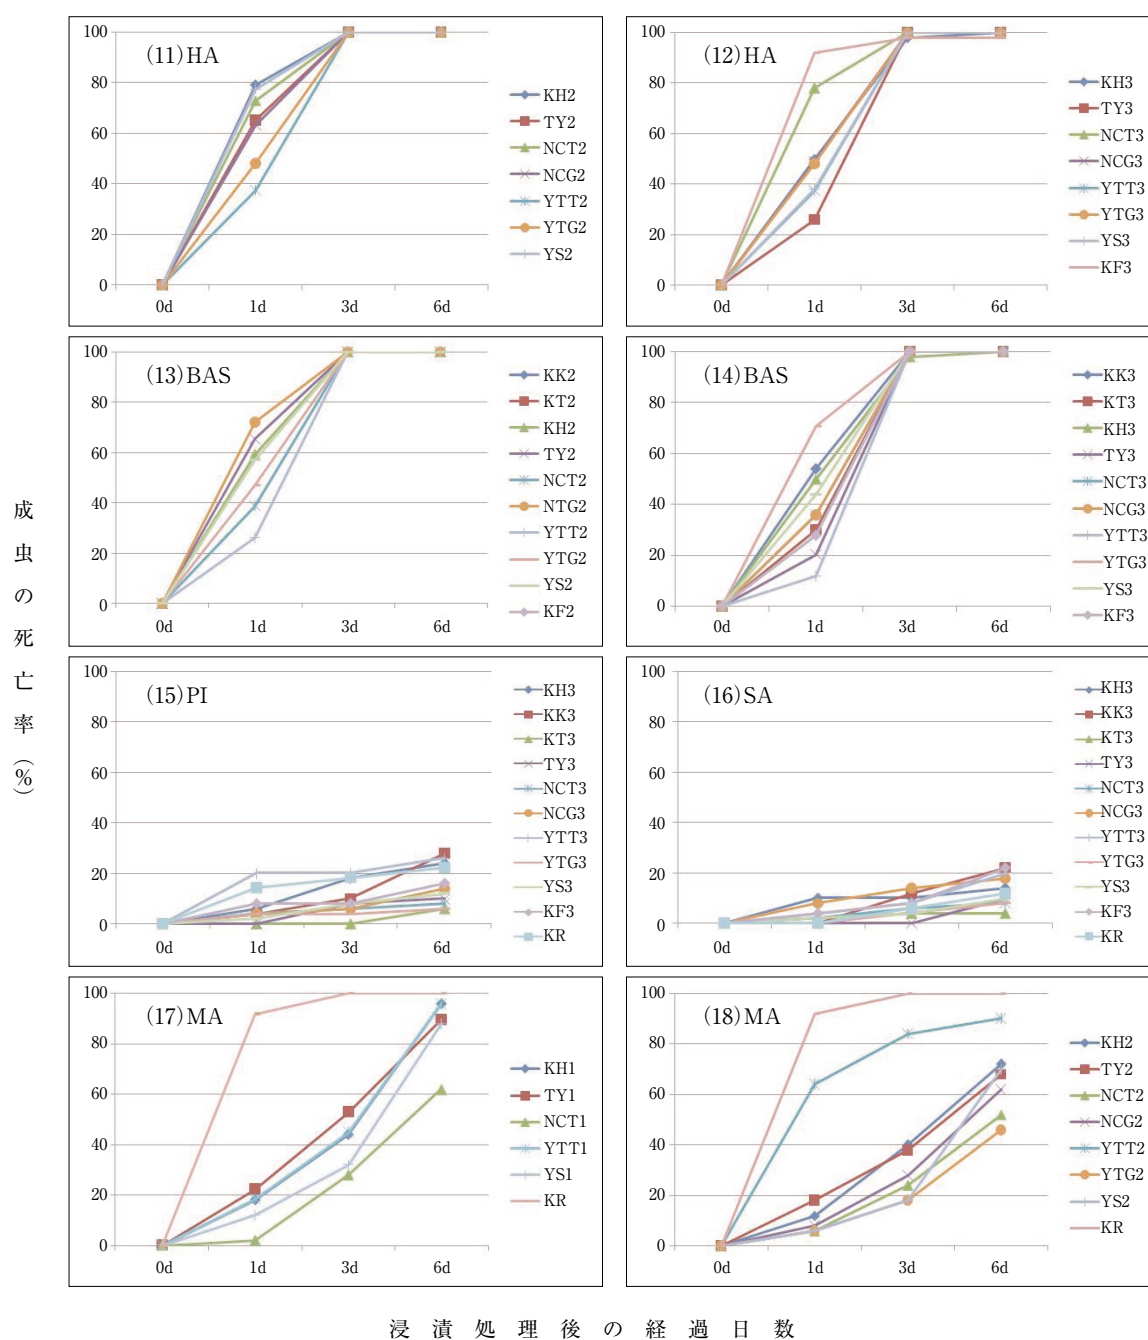 (11)HA
100
80
60
40
20
0
0d 1d 3d 6d
KH2
TY2
NCT2
NCG2
YTT2
YTG2
YS2
(12)HA
100
80
60
40
20
0
0d 1d 3d 6d
KH3
TY3
NCT3
NCG3
YTT3
YTG3
YS3
KF3
(13)BAS
100
80
60
40
20
0
0d 1d 3d 6d
KK2
KT2
KH2
TY2
NCT2
NTG2
YTT2
YTG2
YS2
KF2
(14)BAS
100
80
60
40
20
0
0d 1d 3d 6d
KK3
KT3
KH3
TY3
NCT3
NCG3
YTT3
YTG3
YS3
KF3
(15)PI
100
80
60
40
20
0
0d 1d 3d 6d
KH3
KK3
KT3
TY3
NCT3
NCG3
YTT3
YTG3
YS3
KF3
KR
(16)SA
100
80
60
40
20
0
0d 1d 3d 6d
KH3
KK3
KT3
TY3
NCT3
NCG3
YTT3
YTG3
YS3
KF3
KR
(17)MA
100
80
60
40
20
0
0d 1d 3d 6d
KH1
TY1
NCT1
YTT1
YS1
KR
(18)MA
100
80
60
40
20
0
0d 1d 3d 6d
KH2
TY2
NCT2
NCG2
YTT2
YTG2
YS2
KR
成虫の死亡率(%)
浸漬処理後の経過日数